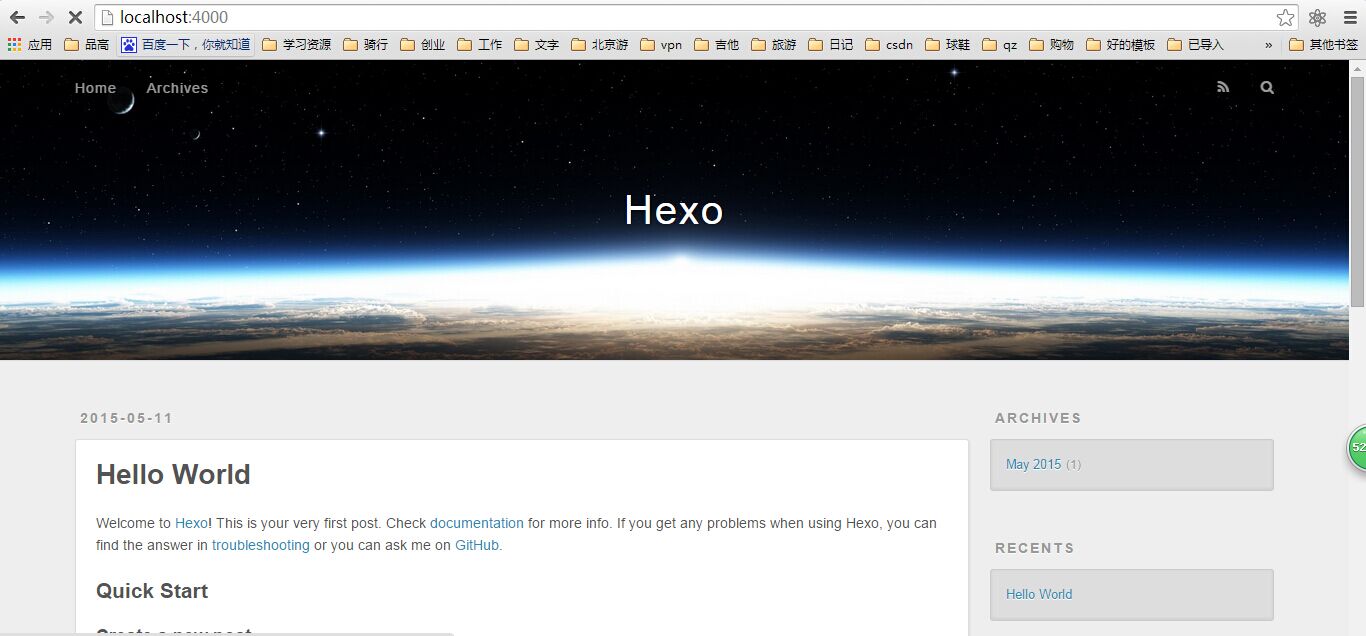 localhost:4000
应用 品高 百度一下，你就知道 学习资源 骑行 创业 工作 文字 北京游 vpn 吉他 旅游 日记 csdn 球鞋 qz 购物 好的模板 已导入 » 其他书签
Home Archives
Hexo
2015-05-11
ARCHIVES
Hello World
May 2015 (1)
52
Welcome to Hexo! This is your very first post. Check documentation for more info. If you get any problems when using Hexo, you can
find the answer in troubleshooting or you can ask me on GitHub.
RECENTS
Quick Start
Hello World
Create a new post